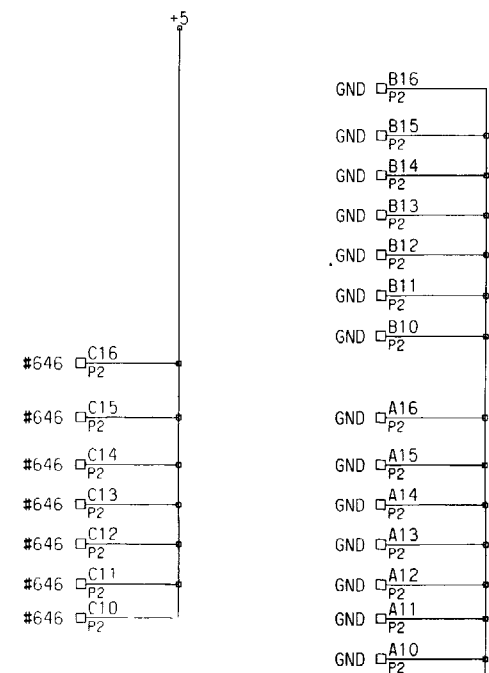 +5
GND B16
P2
GND B15
P2
GND B14
P2
GND B13
P2
GND B12
P2
GND B11
P2
GND B10
P2
#646 C16
P2
#646 C15
P2
#646 C14
P2
#646 C13
P2
#646 C12
P2
#646 C11
P2
#646 C10
P2
GND A16
P2
GND A15
P2
GND A14
P2
GND A13
P2
GND A12
P2
GND A11
P2
GND A10
P2